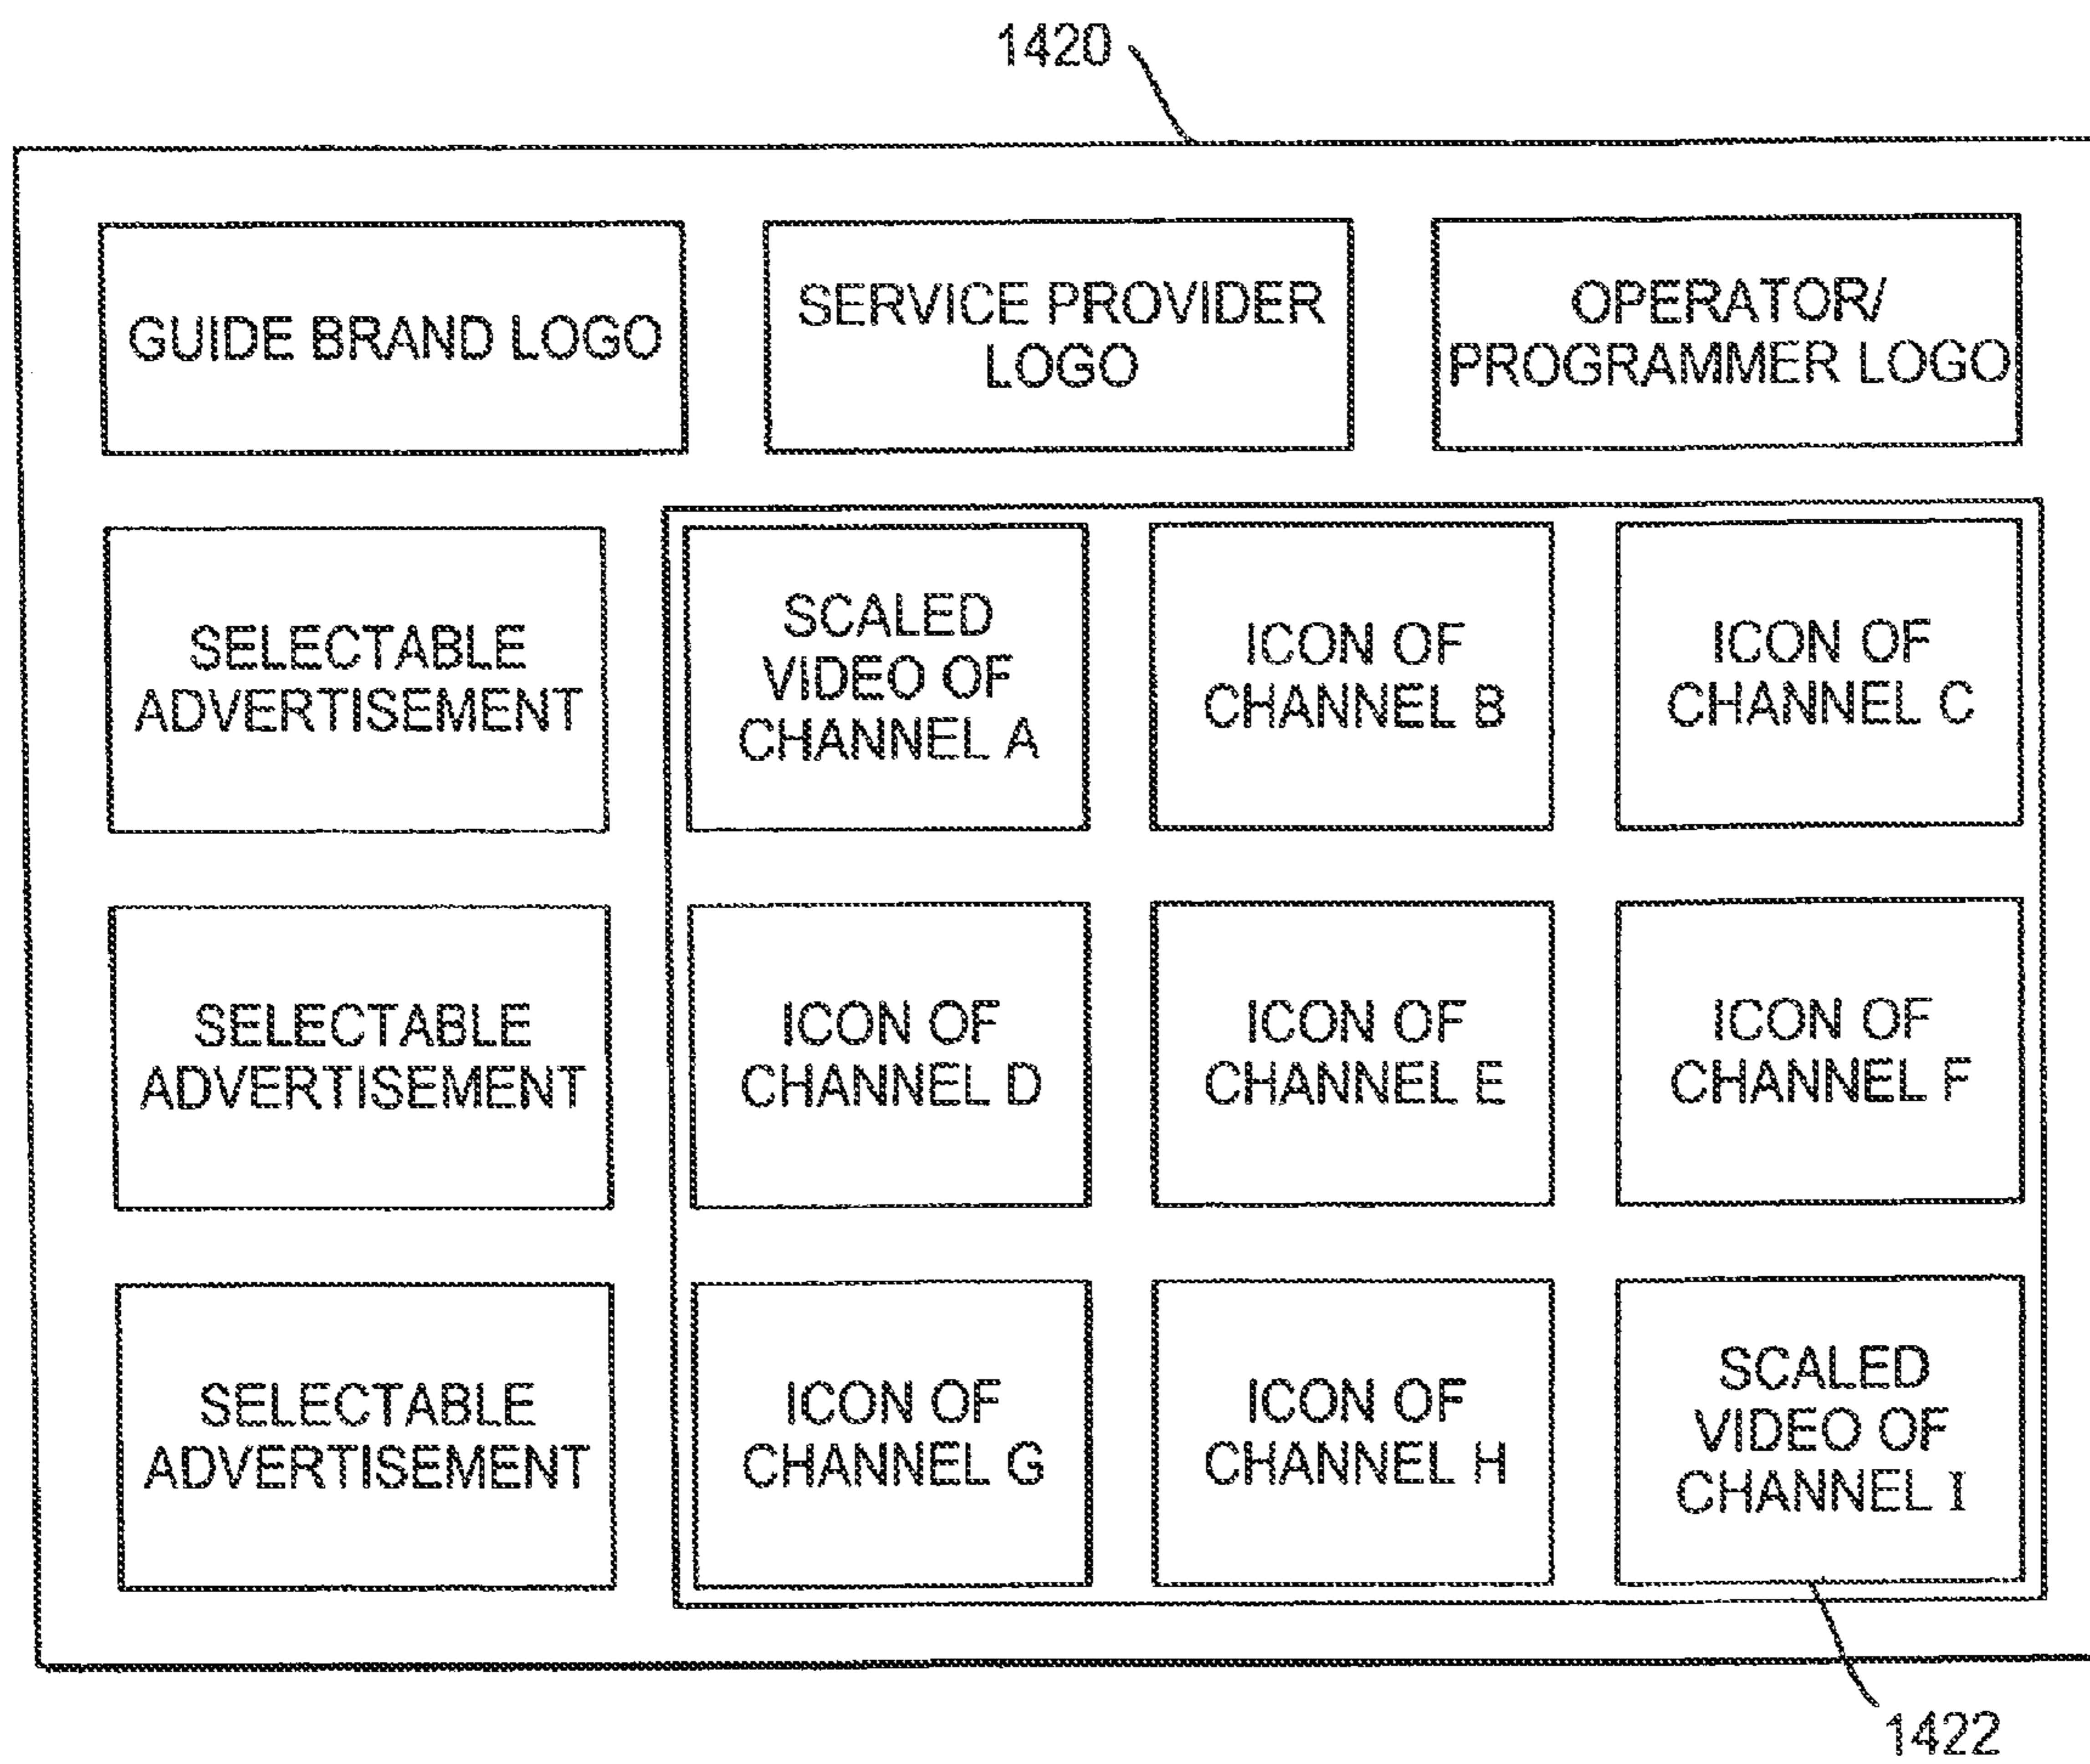 1420
GUIDE BRAND LOGO
SERVICE PROVIDER
LOGO
OPERATOR/
PROGRAMMER LOGO
SELECTABLE
ADVERTISEMENT
SCALED
VIDEO OF
CHANNEL A
ICON OF
CHANNEL B
ICON OF
CHANNEL C
SELECTABLE
ADVERTISEMENT
ICON OF
CHANNEL D
ICON OF
CHANNEL E
ICON OF
CHANNEL F
SELECTABLE
ADVERTISEMENT
ICON OF
CHANNEL G
ICON OF
CHANNEL H
SCALED
VIDEO OF
CHANNEL I
1422